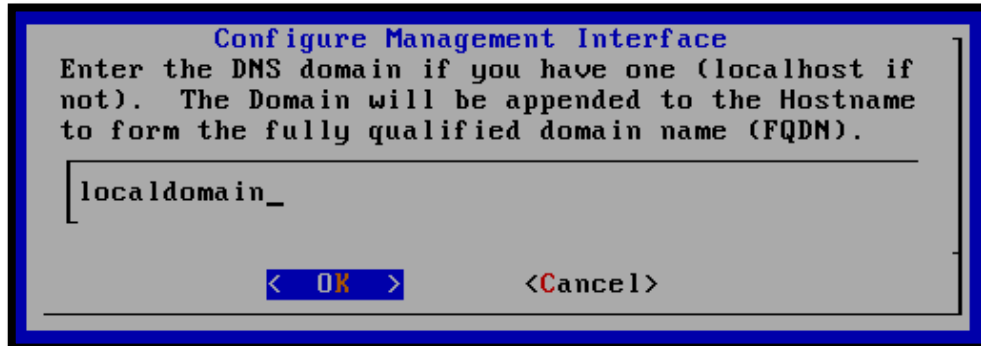 Configure Management Interface
Enter the DNS domain if you have one (localhost if
not).  The Domain will be appended to the Hostname
to form the fully qualified domain name (FQDN).
localdomain_
<  OK  >
<Cancel>